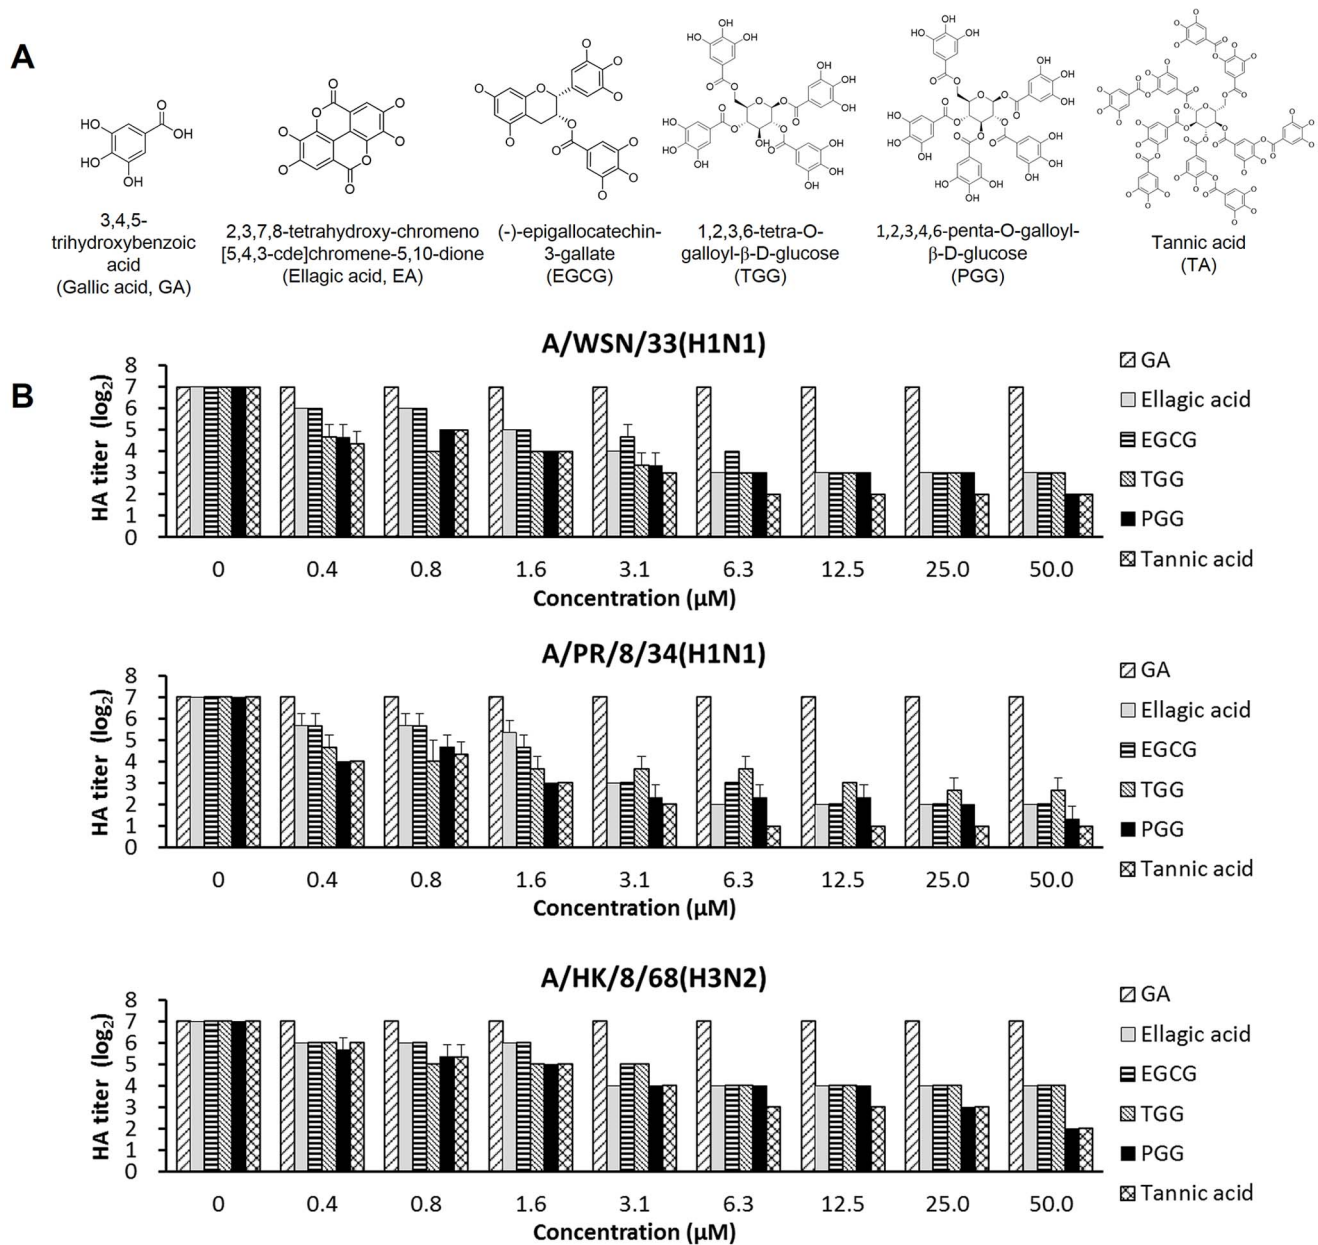 A
3,4,5-
trihydroxybenzoic
acid
(Gallic acid, GA)
2,3,7,8-tetrahydroxy-chromeno
[5,4,3-cde]chromene-5,10-dione
(Ellagic acid, EA)
(-)-epigallocatechin-
3-gallate
(EGCG)
1,2,3,6-tetra-O-
galloyl-β-D-glucose
(TGG)
1,2,3,4,6-penta-O-galloyl-
β-D-glucose
(PGG)
Tannic acid
(TA)
B
A/WSN/33(H1N1)
HA titer (log2)
8
7
6
5
4
3
2
1
0
0 0.4 0.8 1.6 3.1 6.3 12.5 25.0 50.0
Concentration (µM)
GA
Ellagic acid
EGCG
TGG
PGG
Tannic acid
A/PR/8/34(H1N1)
HA titer (log2)
8
7
6
5
4
3
2
1
0
0 0.4 0.8 1.6 3.1 6.3 12.5 25.0 50.0
Concentration (µM)
GA
Ellagic acid
EGCG
TGG
PGG
Tannic acid
A/HK/8/68(H3N2)
HA titer (log2)
8
7
6
5
4
3
2
1
0
0 0.4 0.8 1.6 3.1 6.3 12.5 25.0 50.0
Concentration (µM)
GA
Ellagic acid
EGCG
TGG
PGG
Tannic acid